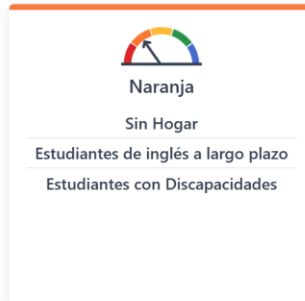 Naranja
Sin Hogar
Estudiantes de inglés a largo plazo
Estudiantes con Discapacidades